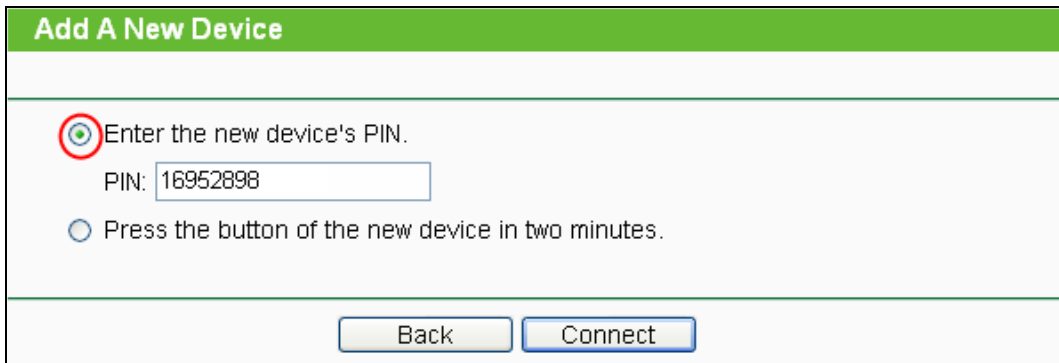 Add A New Device
Enter the new device's PIN.
PIN: 16952898
Press the button of the new device in two minutes.
Back Connect